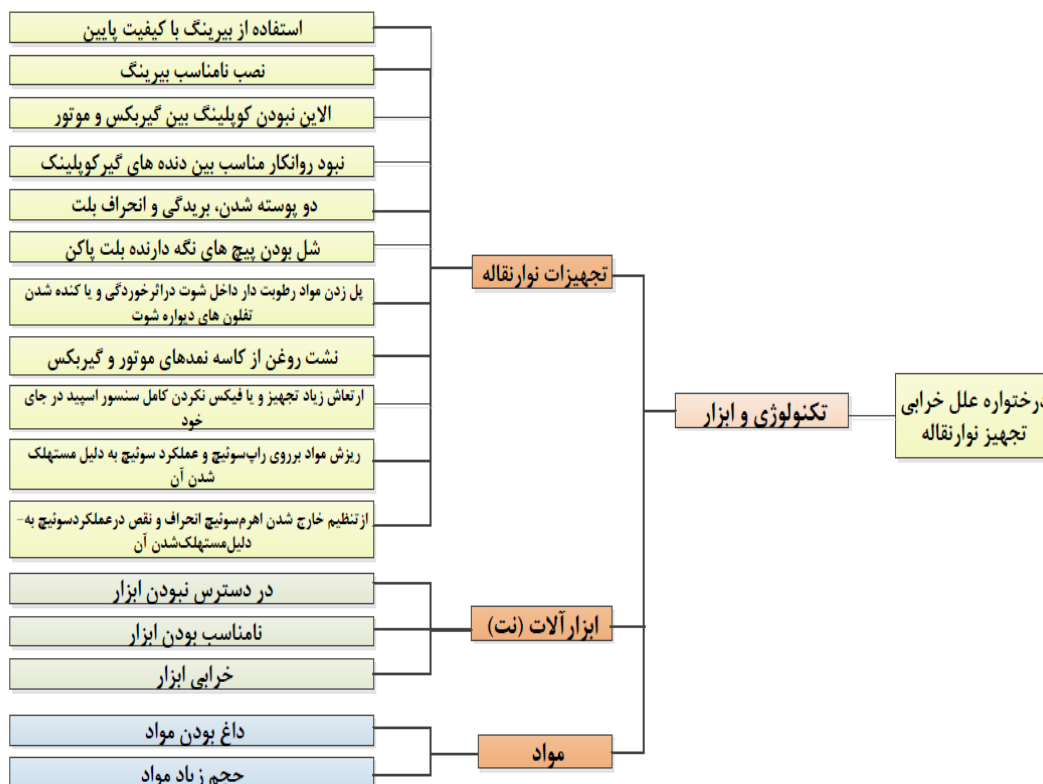 درختواره علل خرابی
تجهیز نوارنقاله
تکنولوژی و ابزار
تجهیزات نوارنقاله
استفاده از بیرینگ با کیفیت پایین
نصب نامناسب بیرینگ
الاین نبودن کوپلینگ بین گیربکس و موتور
نبود روانکار مناسب بین دنده های گیرکوپلینک
دو پوسته شدن، بریدگی و انحراف بلت
شل بودن پیچ های نگه دارنده بلت پاکن
پل زدن مواد رطوبت دار داخل شوت دراثرخوردگی و یا کنده شدن
تفلون های دیواره شوت
نشت روغن از کاسه نمدهای موتور و گیربکس
ارتعاش زیاد تجهیز و یا فیکس نکردن کامل سنسور اسپید در جای
خود
ریزش مواد برروی راپ‌سوئیچ و عملکرد سوئیچ به دلیل مستهلک
شدن آن
ازتنظیم خارج شدن اهرم‌سوئیچ انحراف و نقص درعملکردسوئیچ به-
دلیل‌مستهلک‌شدن آن
ابزارآلات (نت)
در دسترس نبودن ابزار
نامناسب بودن ابزار
خرابی ابزار
مواد
داغ بودن مواد
حجم زیاد مواد